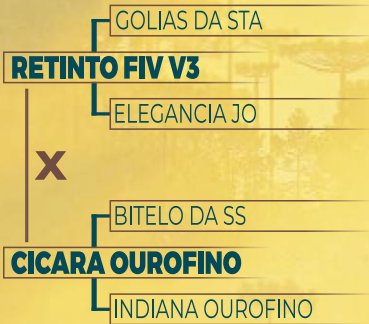 GOLIAS DA STA
RETINTO FIV V3
ELEGANCIA JO
X
BITELO DA SS
CICARA OUROFINO
INDIANA OUROFINO